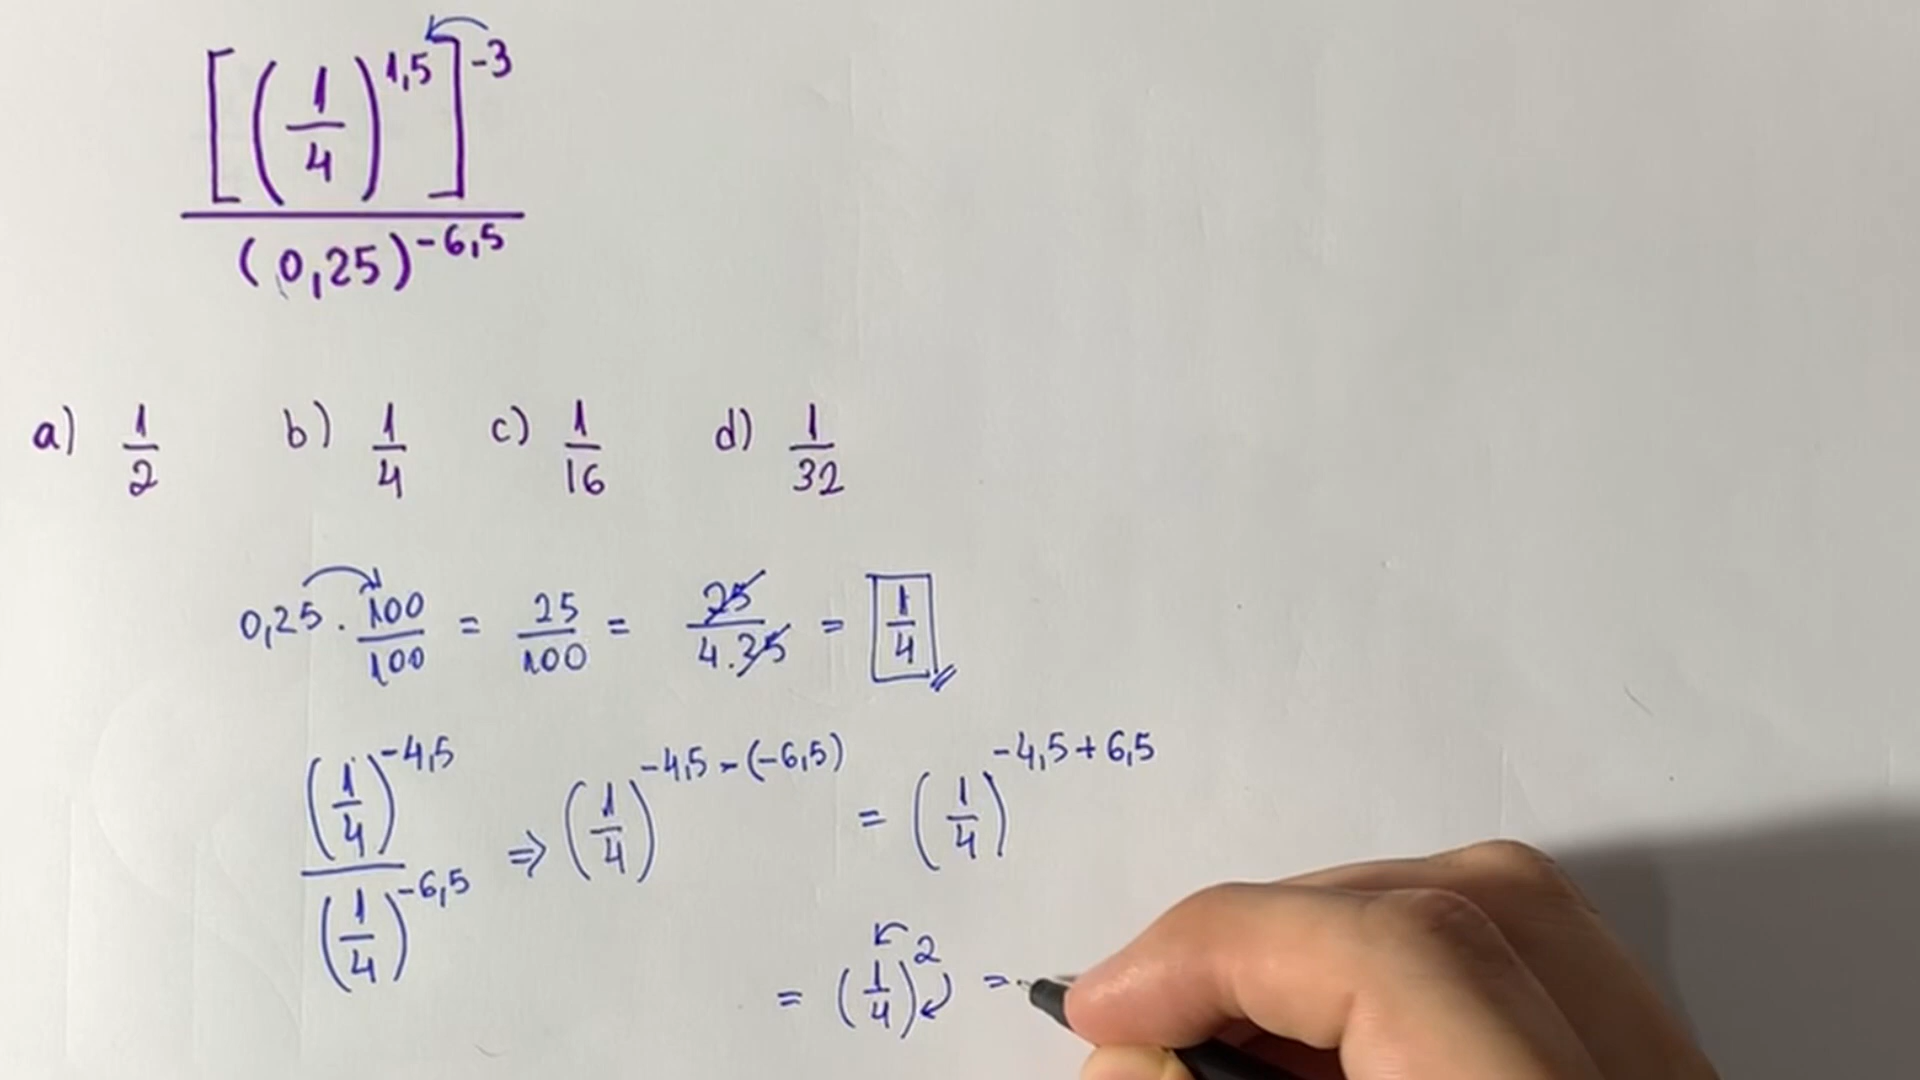 [(1/4)^1,5]^-3
(0,25)^-6,5
a) 1/2 b) 1/4 c) 1/16 d) 1/32
0,25 . 100/100 = 25/100 = 25/4.25 = 1/4
(1/4)^-4,5 / (1/4)^-6,5 ⇒ (1/4)^-4,5-(-6,5) = (1/4)^-4,5+6,5
= (1/4)^2 =